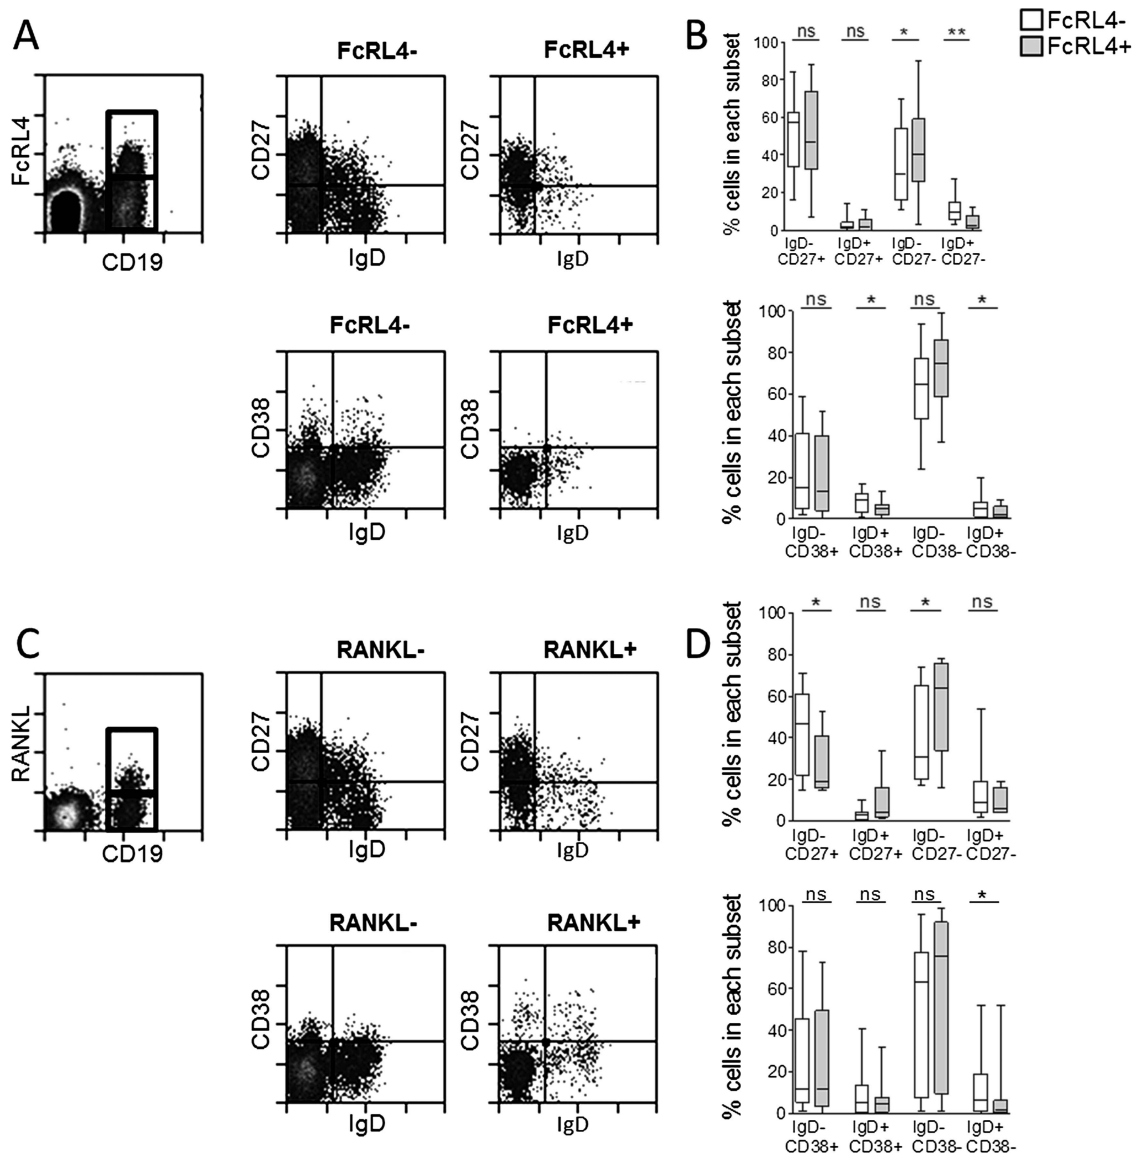 A
FcRL4
CD19
FcRL4-
CD27
IgD
FcRL4+
CD27
IgD
FcRL4-
CD38
IgD
FcRL4+
CD38
IgD
B
FcRL4-
FcRL4+
ns ns * **
% cells in each subset
100
80
60
40
20
0
IgD- IgD+ IgD- IgD+
CD27+ CD27+ CD27- CD27-
ns * ns *
% cells in each subset
100
80
60
40
20
0
IgD- IgD+ IgD- IgD+
CD38+ CD38+ CD38- CD38-
C
RANKL
CD19
RANKL-
CD27
IgD
RANKL+
CD27
IgD
RANKL-
CD38
IgD
RANKL+
CD38
IgD
D
* ns * ns
% cells in each subset
100
80
60
40
20
0
IgD- IgD+ IgD- IgD+
CD27+ CD27+ CD27- CD27-
ns ns ns *
% cells in each subset
100
80
60
40
20
0
IgD- IgD+ IgD- IgD+
CD38+ CD38+ CD38- CD38-